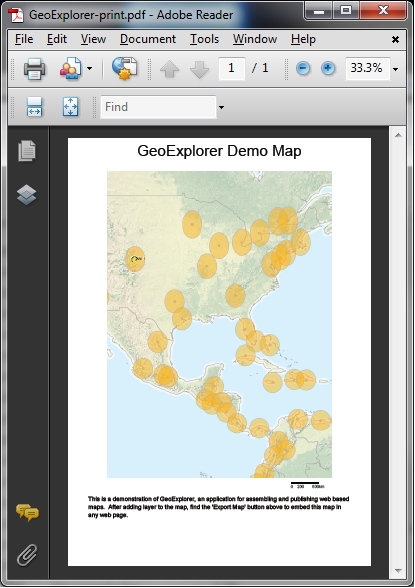 GeoExplorer-print.pdf - Adobe Reader
File Edit View Document Tools Window Help
1 / 1 33.3%
Find
GeoExplorer Demo Map
0 250 500km
This is a demonstration of GeoExplorer, an application for assembling and publishing web based
maps. After adding layer to the map, find the 'Export Map' button above to embed this map in
any web page.